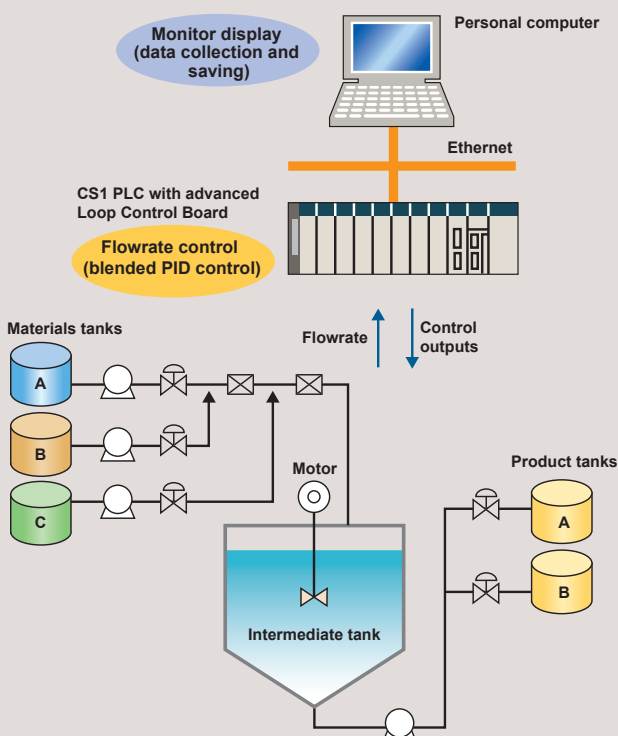 Monitor display
(data collection and
saving)
Personal computer
Ethernet
CS1 PLC with advanced
Loop Control Board
Flowrate control
(blended PID control)
Flowrate
Control
outputs
Materials tanks
A
B
C
Motor
Intermediate tank
Product tanks
A
B